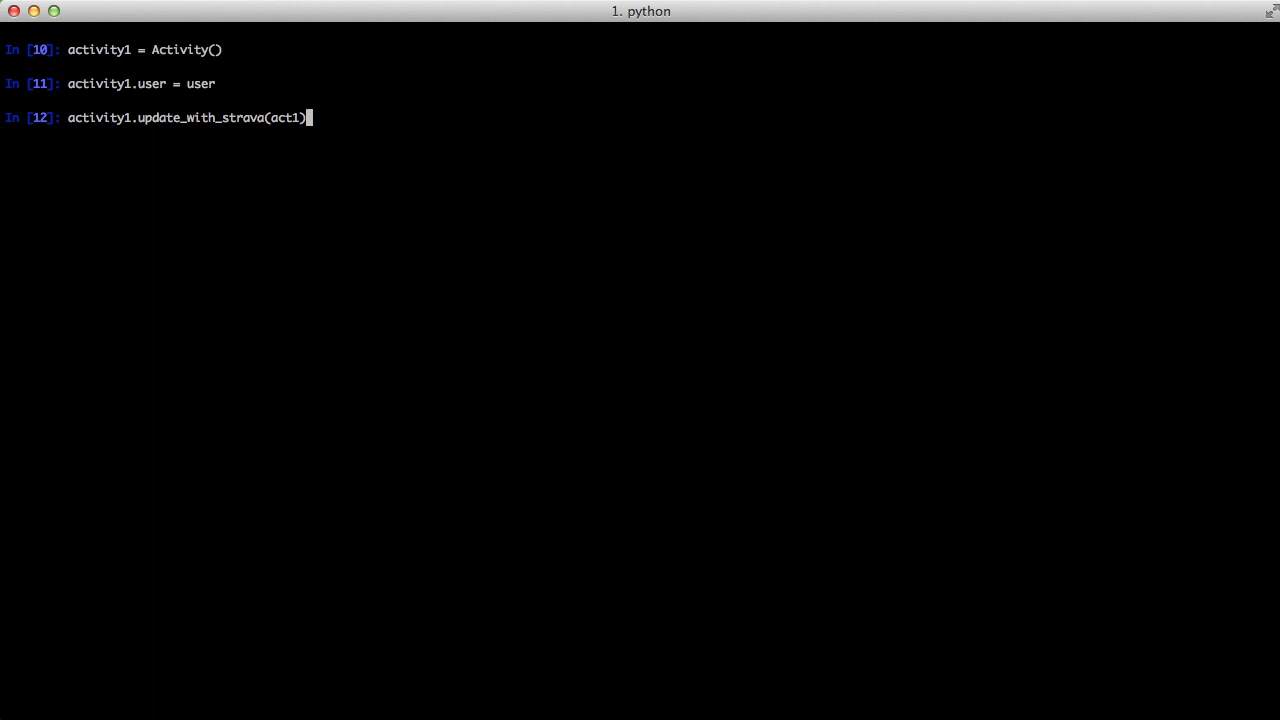 1. python
In [10]: activity1 = Activity()
In [11]: activity1.user = user
In [12]: activity1.update_with_strava(act1)